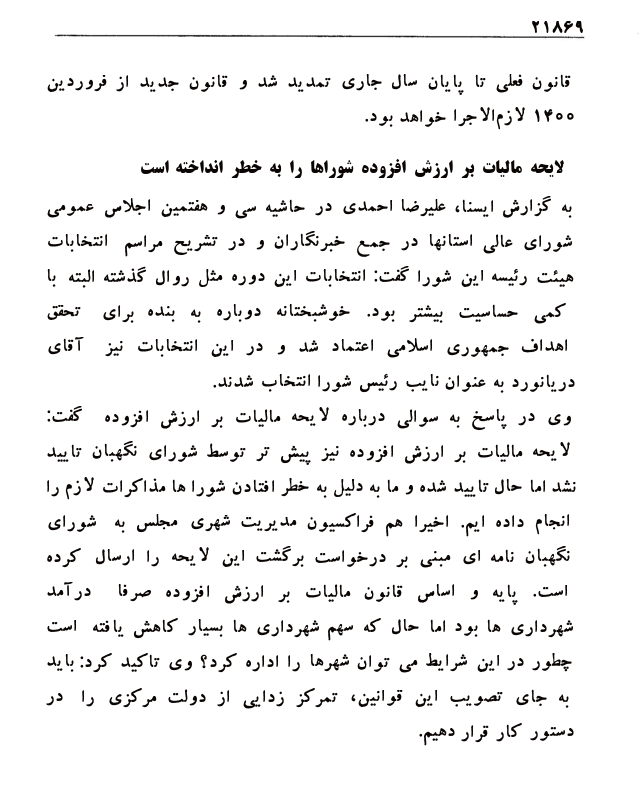 ۲۱۸۶۹
قانون فعلی تا پایان سال جاری تمدید شد و قانون جدید از فروردین
۱۴۰۰ لازم‌الاجرا خواهد بود.
لایحه مالیات بر ارزش افزوده شوراها را به خطر انداخته است
به گزارش ایسنا، علیرضا احمدی در حاشیه سی و هفتمین اجلاس عمومی
شورای عالی استانها در جمع خبرنگاران و در تشریح مراسم انتخابات
هیئت رئیسه این شورا گفت: انتخابات این دوره مثل روال گذشته البته با
کمی حساسیت بیشتر بود. خوشبختانه دوباره به بنده برای تحقق
اهداف جمهوری اسلامی اعتماد شد و در این انتخابات نیز آقای
دریانورد به عنوان نایب رئیس شورا انتخاب شدند.
وی در پاسخ به سوالی درباره لایحه مالیات بر ارزش افزوده گفت:
لایحه مالیات بر ارزش افزوده نیز پیش تر توسط شورای نگهبان تایید
نشد اما حال تایید شده و ما به دلیل به خطر افتادن شورا ها مذاکرات لازم را
انجام داده ایم. اخیرا هم فراکسیون مدیریت شهری مجلس به شورای
نگهبان نامه ای مبنی بر درخواست برگشت این لایحه را ارسال کرده
است. پایه و اساس قانون مالیات بر ارزش افزوده صرفا درآمد
شهرداری ها بود اما حال که سهم شهرداری ها بسیار کاهش یافته است
چطور در این شرایط می توان شهرها را اداره کرد؟ وی تاکید کرد: باید
به جای تصویب این قوانین، تمرکز زدایی از دولت مرکزی را در
دستور کار قرار دهیم.